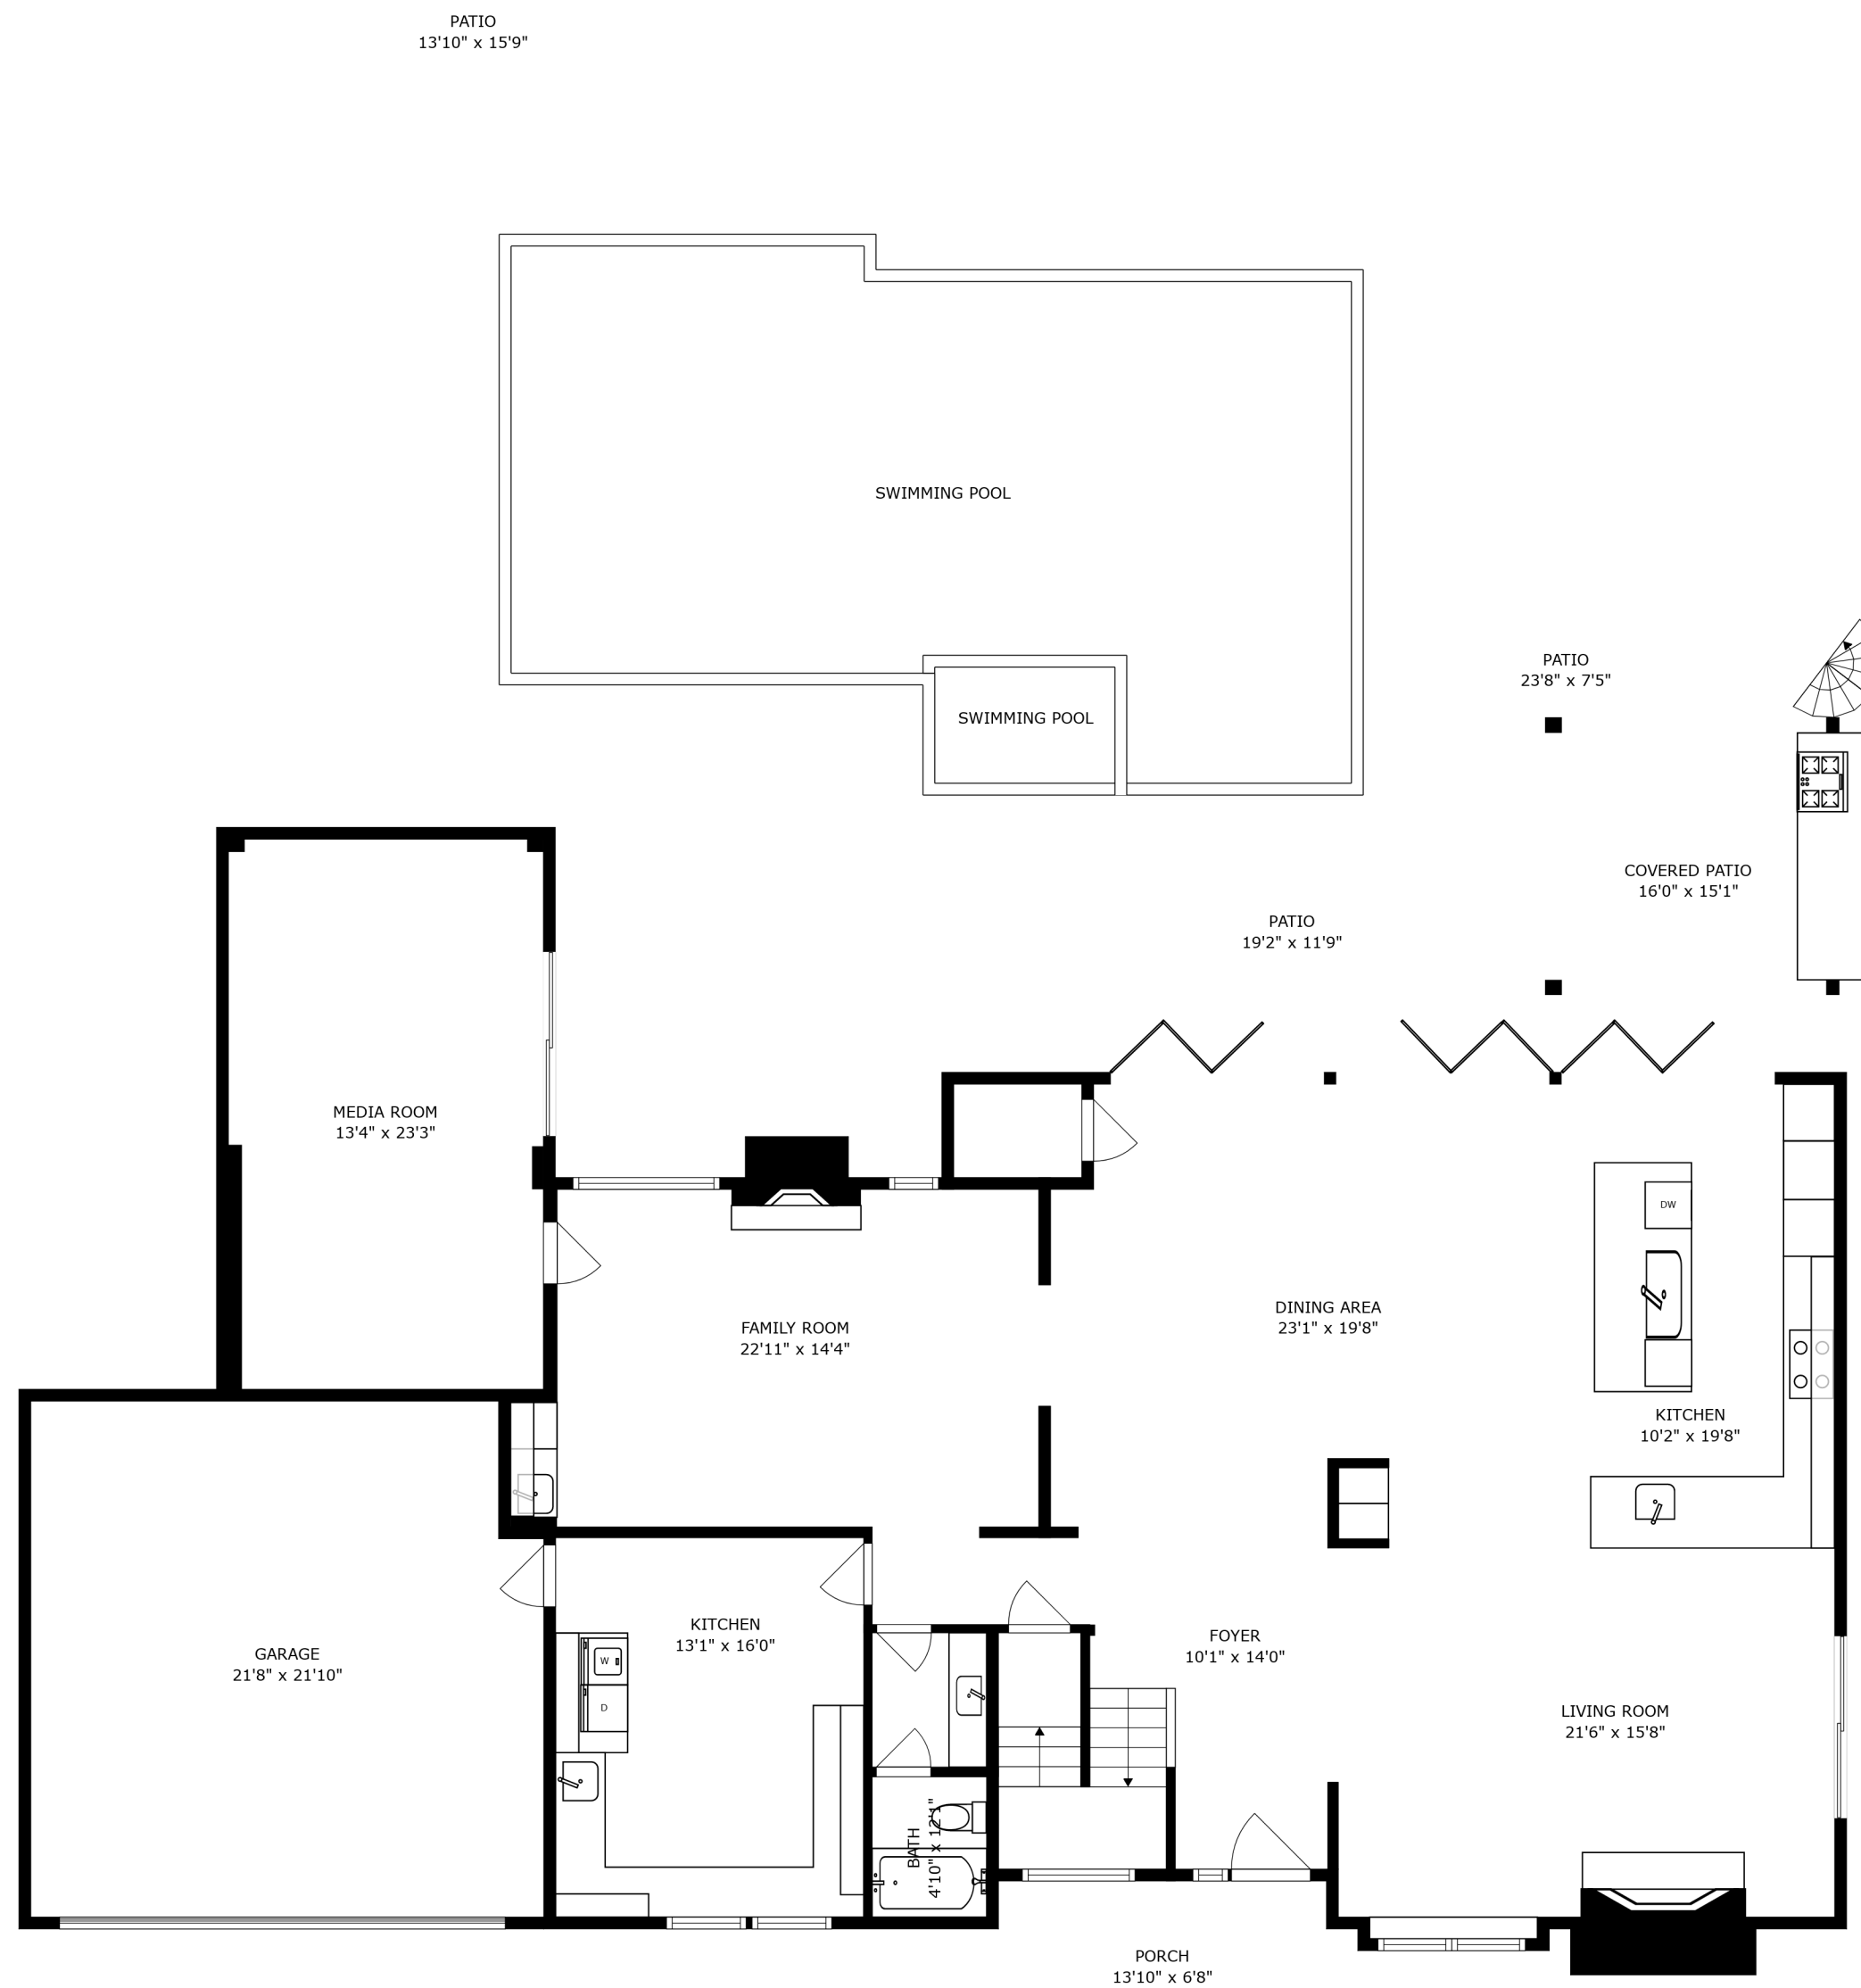 PATIO
13'10" x 15'9"
SWIMMING POOL
PATIO
23'8" x 7'5"
SWIMMING POOL
COVERED PATIO
16'0" x 15'1"
PATIO
19'2" x 11'9"
MEDIA ROOM
13'4" x 23'3"
DW
DINING AREA
23'1" x 19'8"
FAMILY ROOM
22'11" x 14'4"
KITCHEN
10'2" x 19'8"
KITCHEN
13'1" x 16'0"
FOYER
10'1" x 14'0"
GARAGE
21'8" x 21'10"
W
D
LIVING ROOM
21'6" x 15'8"
BATH
4'10" x 12'1"
PORCH
13'10" x 6'8"